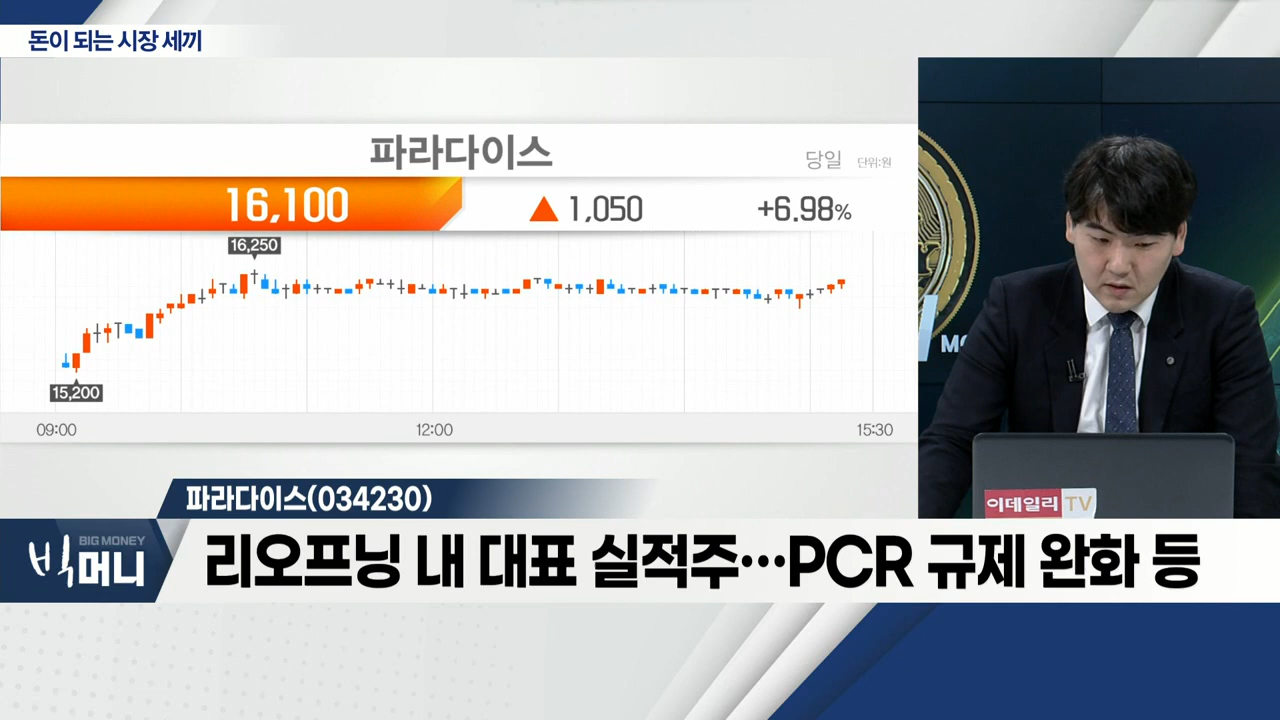 돈이 되는 시장 세끼
파라다이스
당일 단위:원
16,100 ▲ 1,050 +6.98%
16,250
15,200
09:00 12:00 15:30
이데일리 TV
파라다이스(034230)
BIG MONEY
빅머니
리오프닝 내 대표 실적주···PCR 규제 완화 등